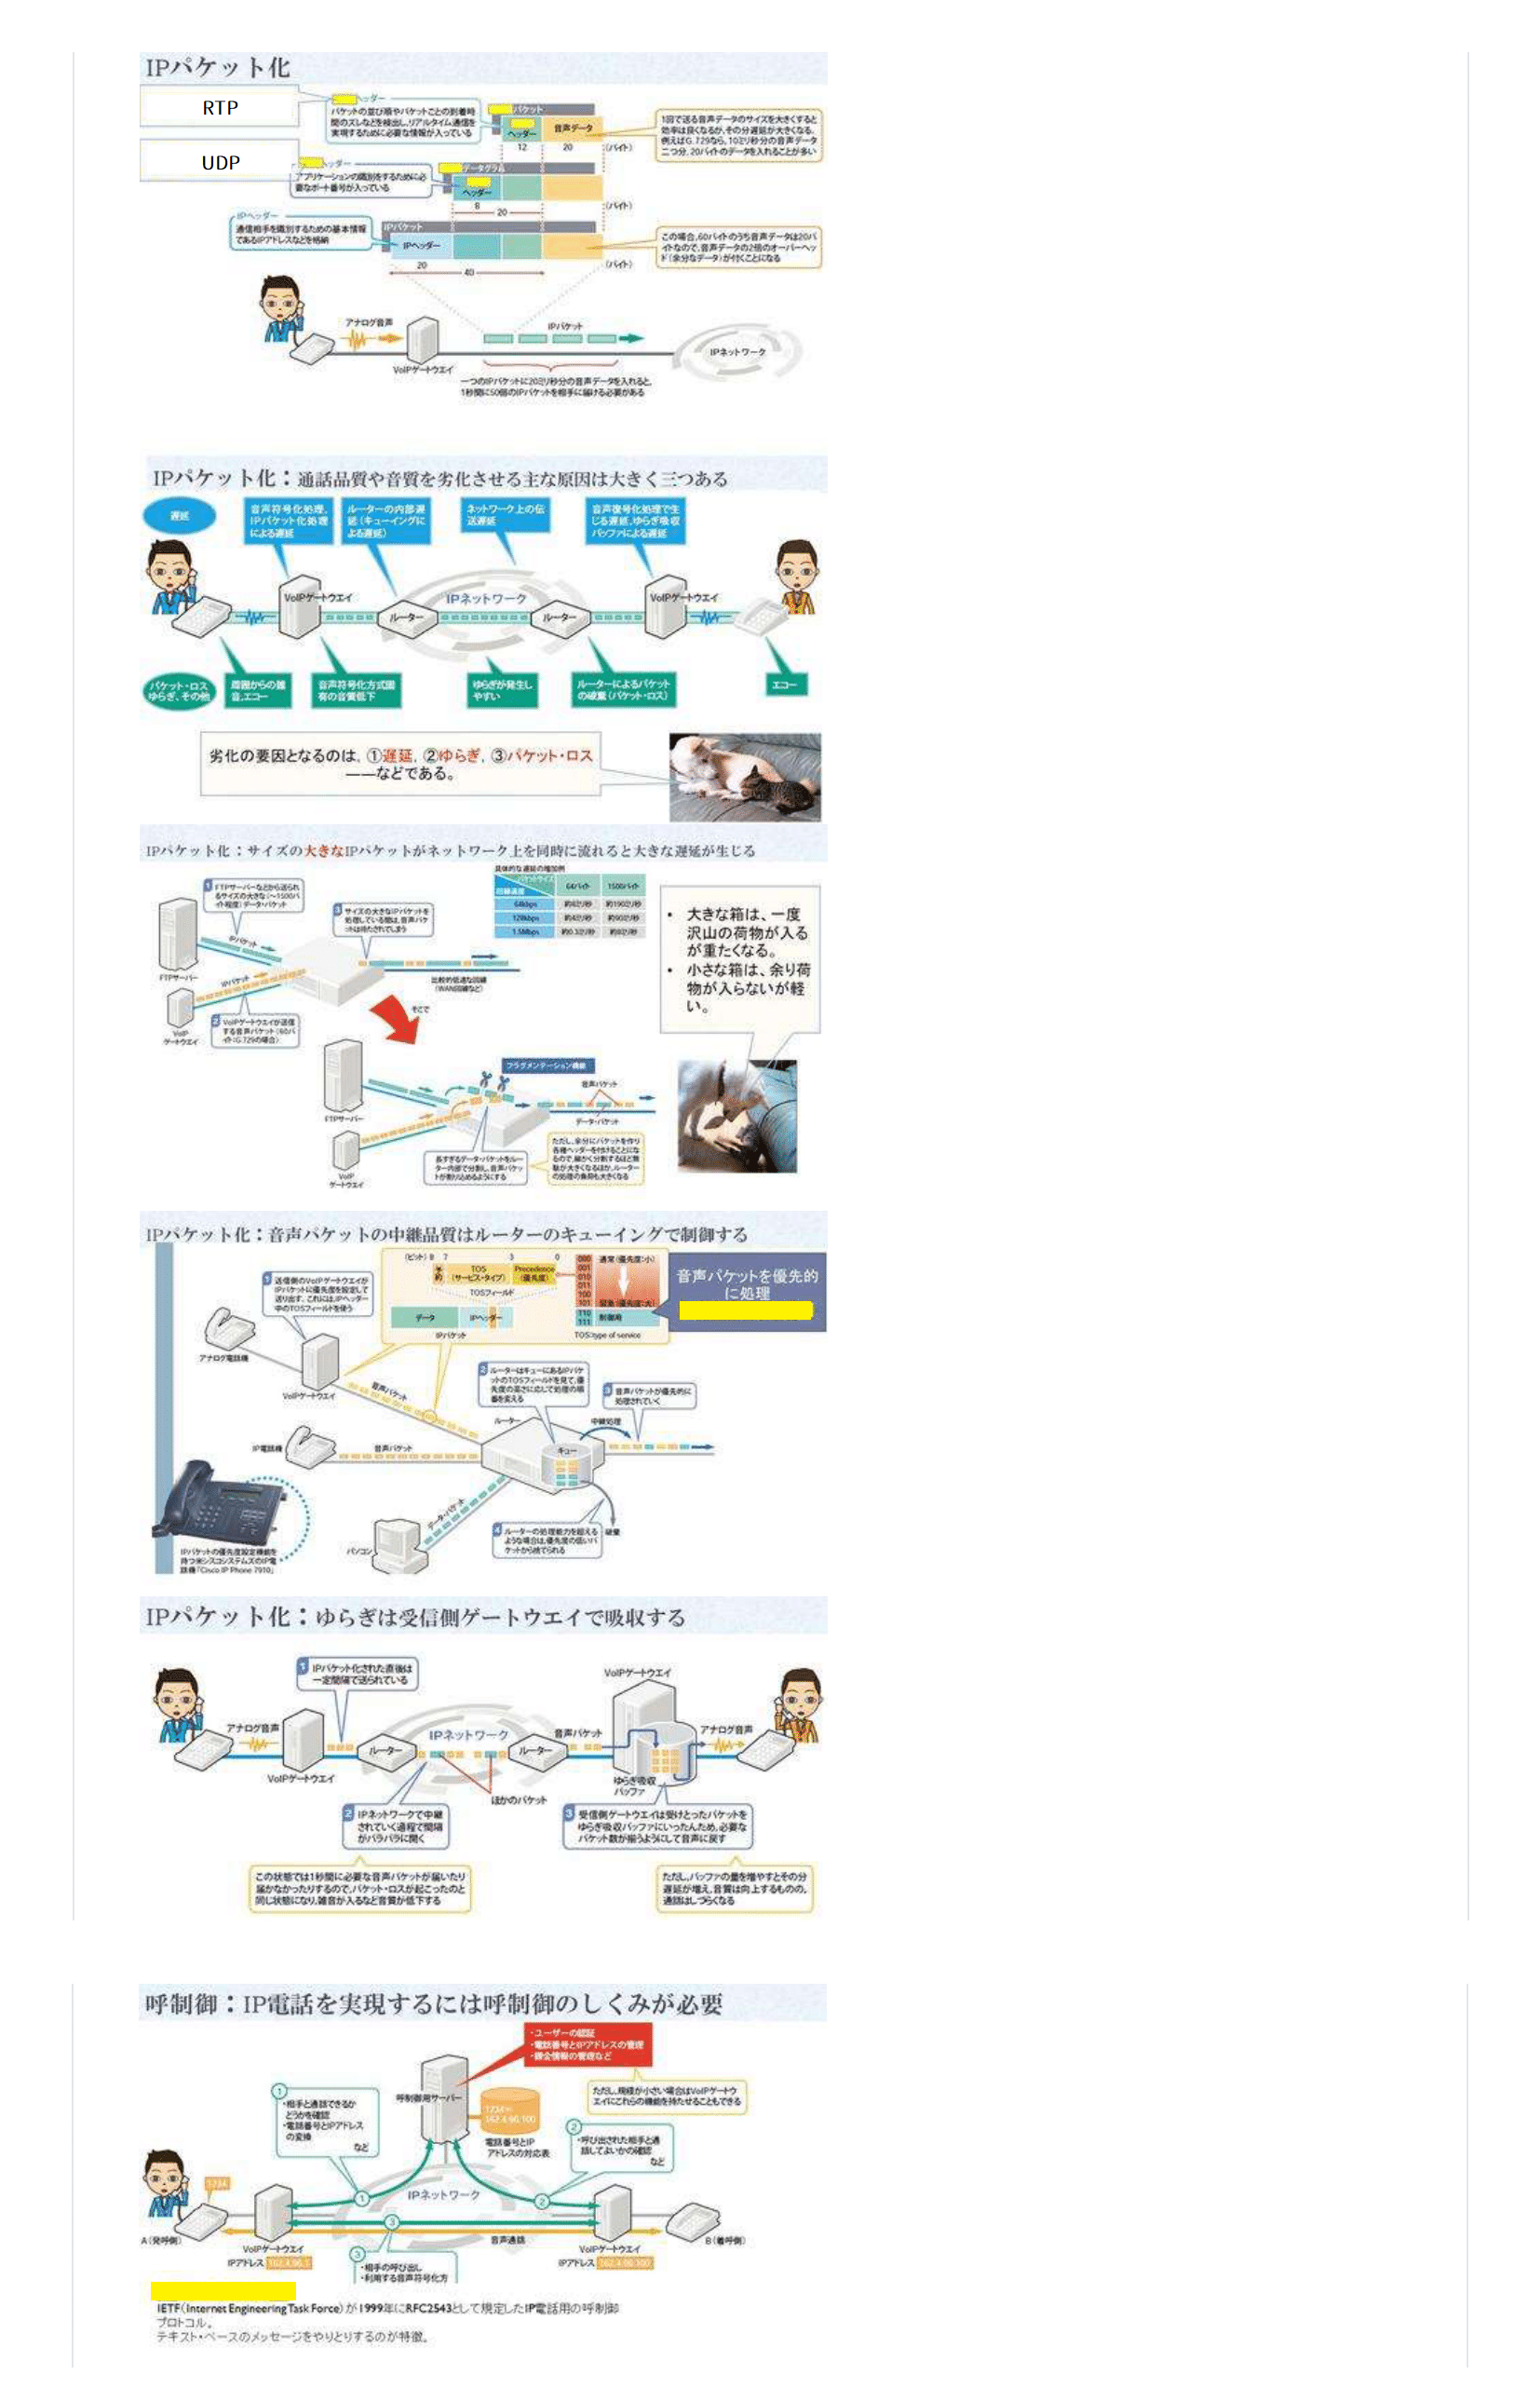 IPパケット化
RTP
ヘッダー
パケットの並び順やパケットごとの到着時
間のズレなどを検出し、リアルタイム通信を
実現するために必要な情報が入っている
パケット
ヘッダー
音声データ
12
20
(バイト)
1回で送る音声データのサイズを大きくすると
効率は良くなるが、その分遅延が大きくなる。
例えばG.729なら、10ミリ秒分の音声データ
二つ分、20バイトのデータを入れることが多い
UDP
ヘッダー
アプリケーションの識別をするために必
要なポート番号が入っている
データグラム
ヘッダー
8
20
(バイト)
IPヘッダー
通信相手を識別するための基本情報
であるIPアドレスなどを格納
IPパケット
IPヘッダー
20
40
(バイト)
この場合、60バイトのうち音声データは20バ
イトなので、音声データの2倍のオーバーヘッ
ド(余分なデータ)が付くことになる
アナログ音声
VoIPゲートウエイ
IPパケット
IPネットワーク
一つのIPパケットに20ミリ秒分の音声データを入れると、
1秒間に50個のIPパケットを相手に届ける必要がある
IPパケット化：通話品質や音質を劣化させる主な原因は大きく三つある
遅延
音声符号化処理、
IPパケット化処理
による遅延
ルーターの内部遅
延(キューイングに
よる遅延)
ネットワーク上の伝
送遅延
音声復号化処理で生
じる遅延、ゆらぎ吸収
バッファによる遅延
VoIPゲートウエイ
ルーター
IPネットワーク
ルーター
VoIPゲートウエイ
パケット・ロス
ゆらぎ、その他
周囲からの雑
音、エコー
音声符号化方式固
有の音質低下
ゆらぎが発生し
やすい
ルーターによるパケット
の破棄(パケット・ロス)
エコー
劣化の要因となるのは、①遅延、②ゆらぎ、③パケット・ロス
――などである。
IPパケット化：サイズの大きなIPパケットがネットワーク上を同時に流れると大きな遅延が生じる
1 FTPサーバーなどから送られ
るサイズの大きな(～1500バ
イト程度)データ・パケット
3 サイズの大きなIPパケットを
処理している間は、音声パケ
ットは待たされてしまう
具体的な遅延の増加例
パケットサイズ
回線速度
64バイト
1500バイト
64kbps 約8ミリ秒 約190ミリ秒
128kbps 約4ミリ秒 約90ミリ秒
1.5Mbps 約0.3ミリ秒 約8ミリ秒
• 大きな箱は、一度
沢山の荷物が入る
が重たくなる。
• 小さな箱は、余り荷
物が入らないが軽
い。
IPパケット
FTPサーバー
IPパケット
比較的低速な回線
(WAN回線など)
VoIP
ゲートウエイ
2 VoIPゲートウエイが送信
する音声パケット(60バ
イト:G.729の場合)
そこで
フラグメンテーション機能
音声パケット
データ・パケット
FTPサーバー
VoIP
ゲートウエイ
長すぎるデータ・パケットをルー
ター内部で分割し、音声パケッ
トが割り込めるようにする
ただし、余分にパケットを作り
各種ヘッダーを付けることにな
るので、細かく分割するほど無
駄が大きくなるほか、ルーター
の処理の負荷も大きくなる
IPパケット化：音声パケットの中継品質はルーターのキューイングで制御する
1 送信側のVoIPゲートウエイが
IPパケットに優先度を設定して
送り出す。これには、IPヘッダー
中のTOSフィールドを使う
(ビット) 8 7 3 0
予約
TOS
(サービス・タイプ)
Precedence
(優先度)
TOSフィールド
データ
IPヘッダー
IPパケット
000 通常(優先度:小)
001
010
011
100
101 緊急(優先度:大)
110 制御用
111
TOS:type of service
音声パケットを優先的
に処理
アナログ電話機
VoIPゲートウエイ
音声パケット
2 ルーターはキューにあるIPパケ
ットのTOSフィールドを見て、優
先度の高さに応じて処理の順
番を変える
3 音声パケットが優先的に
処理されていく
ルーター
中継処理
キュー
IP電話機
音声パケット
データ・パケット
パソコン
4 ルーターの処理能力を超える
ような場合は、優先度の低いパ
ケットから捨てられる
破棄
IPパケットの優先度設定機能を
持つ米シスコシステムズのIP電
話機「Cisco IP Phone 7910」
IPパケット化：ゆらぎは受信側ゲートウエイで吸収する
1 IPパケット化された直後は
一定間隔で送られている
VoIPゲートウエイ
アナログ音声
VoIPゲートウエイ
ルーター
IPネットワーク
ルーター
音声パケット
アナログ音声
ゆらぎ吸収
バッファ
ほかのパケット
2 IPネットワークで中継
されていく過程で間隔
がバラバラに開く
3 受信側ゲートウエイは受けとったパケットを
ゆらぎ吸収バッファにいったんため、必要な
パケット数が揃うようにして音声に戻す
この状態では1秒間に必要な音声パケットが届いたり
届かなかったりするので、パケット・ロスが起こったのと
同じ状態になり、雑音が入るなど音質が低下する
ただし、バッファの量を増やすとその分
遅延が増え、音質は向上するものの、
通話はしづらくなる
呼制御：IP電話を実現するには呼制御のしくみが必要
・ユーザーの認証
・電話番号とIPアドレスの管理
・課金情報の管理など
ただし、規模が小さい場合はVoIPゲートウ
エイにこれらの機能を持たせることもできる
呼制御用サーバー
1234=
162.4.96.100
電話番号とIP
アドレスの対応表
1
・相手と通話できるか
どうかを確認
・電話番号とIPアドレス
の変換
など
2
・呼び出された相手と通
話してよいかの確認
など
1234
1
IPネットワーク
2
3
音声通話
A(発呼側)
VoIPゲートウエイ
IPアドレス 162.4.96.1
VoIPゲートウエイ
IPアドレス 162.4.96.100
B(着呼側)
3
・相手の呼び出し
・利用する音声符号化方
IETF(Internet Engineering Task Force)が1999年にRFC2543として規定したIP電話用の呼制御
プロトコル。
テキスト・ベースのメッセージをやりとりするのが特徴。